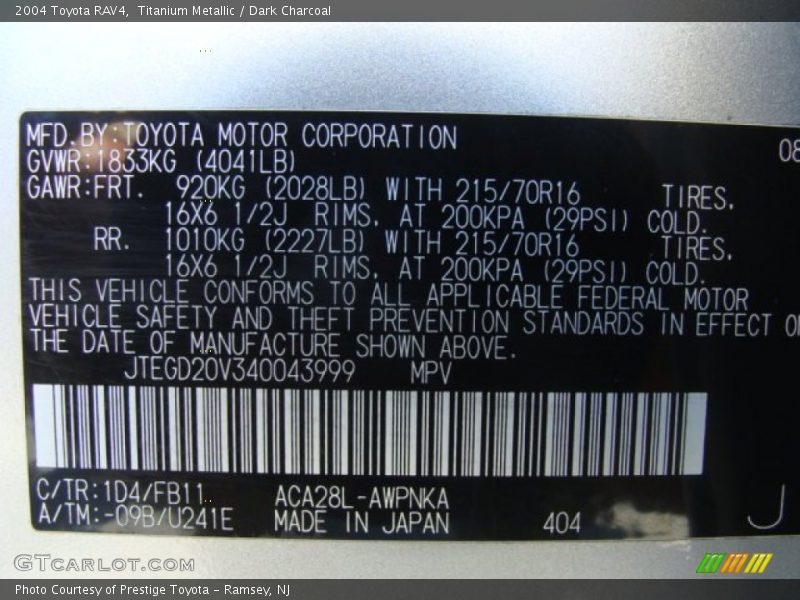 2004 Toyota RAV4, Titanium Metallic / Dark Charcoal
MFD.BY:TOYOTA MOTOR CORPORATION 08
GVWR:1833KG (4041LB)
GAWR:FRT. 920KG (2028LB) WITH 215/70R16 TIRES,
16X6 1/2J RIMS, AT 200KPA (29PSI) COLD.
RR. 1010KG (2227LB) WITH 215/70R16 TIRES,
16X6 1/2J RIMS, AT 200KPA (29PSI) COLD.
THIS VEHICLE CONFORMS TO ALL APPLICABLE FEDERAL MOTOR
VEHICLE SAFETY AND THEFT PREVENTION STANDARDS IN EFFECT ON
THE DATE OF MANUFACTURE SHOWN ABOVE.
JTEGD20V340043999 MPV
C/TR:1D4/FB11
A/TM:-09B/U241E
ACA28L-AWPNKA
MADE IN JAPAN 404 J
GTCARLOT.COM
Photo Courtesy of Prestige Toyota - Ramsey, NJ